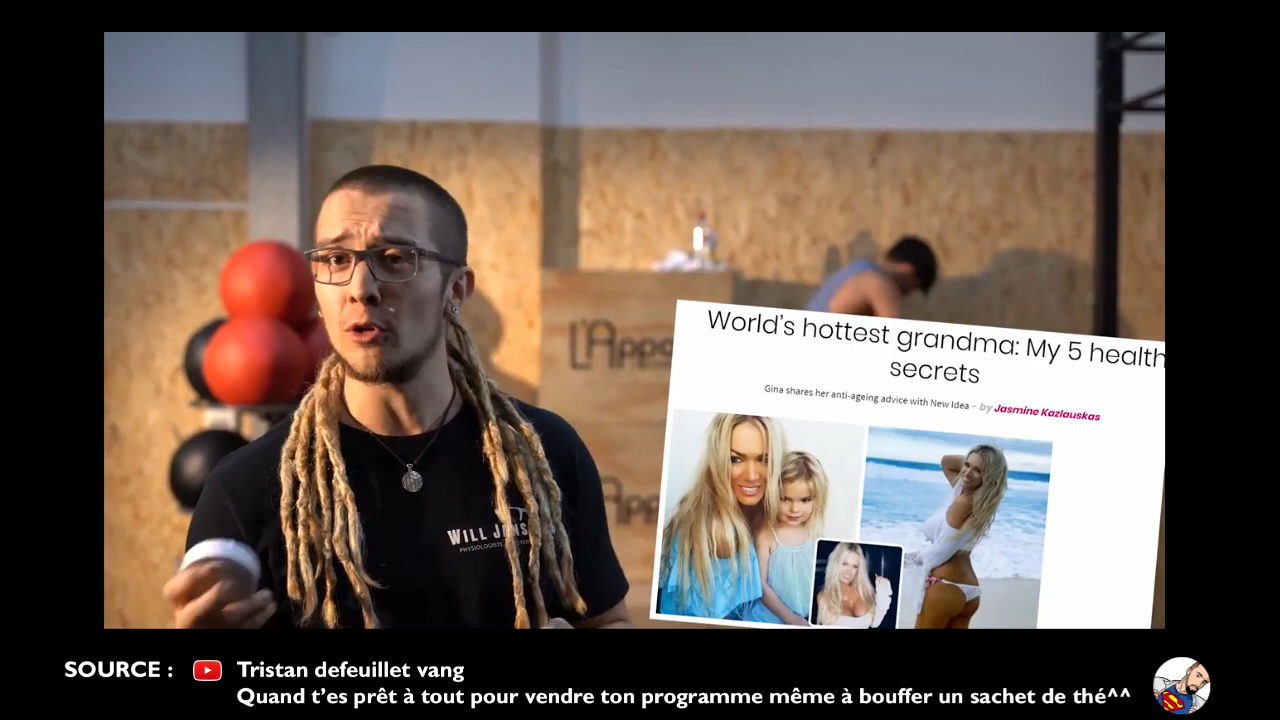 L'Appa
World's hottest grandma: My 5 health
secrets
Gina shares her anti-ageing advice with New Idea - by Jasmine Kazlauskas
WILL
PHYSIOLOGISTE
SOURCE :
Tristan defeuillet vang
Quand t'es prêt à tout pour vendre ton programme même à bouffer un sachet de thé^^